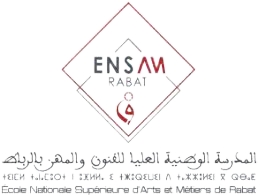 ENSAM
RABAT
المدرسة الوطنية العليا للفنون والمهن بالرباط
Ecole Nationale Supérieure d'Arts et Métiers de Rabat